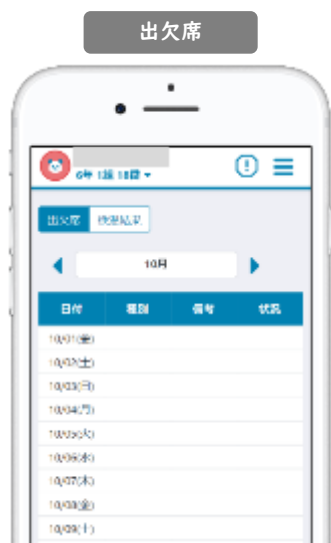 出欠席
6年 1組 18番
出欠席
10月
日付 種別 備考 状況
10/01(金)
10/02(土)
10/03(日)
10/04(月)
10/05(火)
10/06(水)
10/07(木)
10/08(金)
10/09(土)